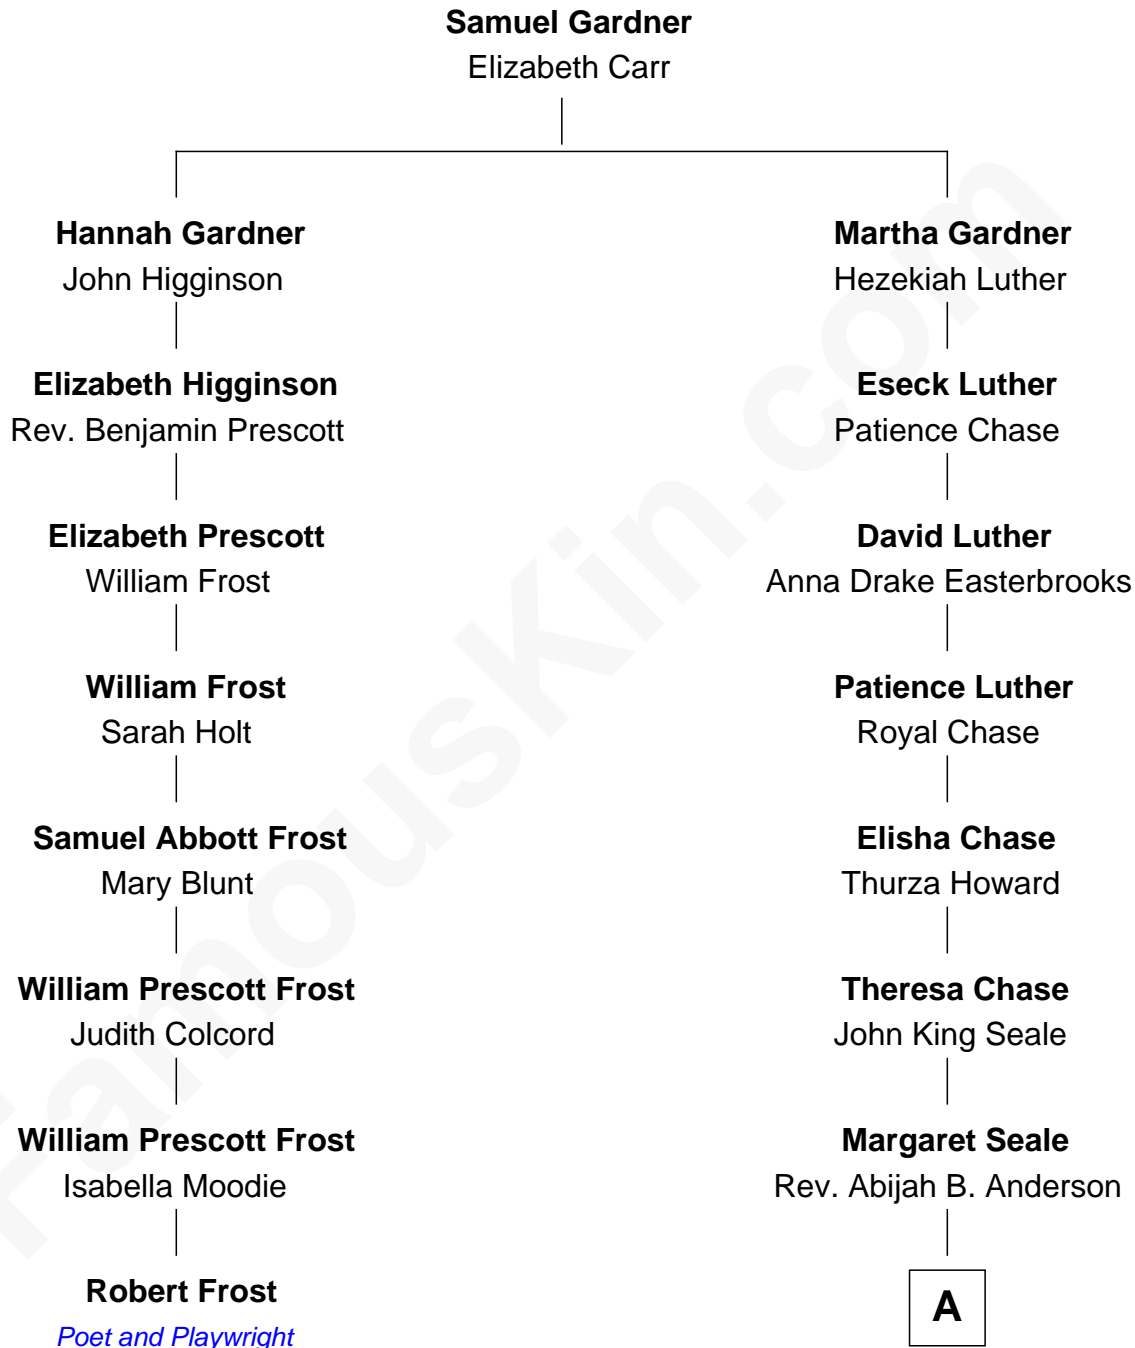 Samuel Gardner
Elizabeth Carr
Hannah Gardner
John Higginson
Martha Gardner
Hezekiah Luther
Elizabeth Higginson
Rev. Benjamin Prescott
Eseck Luther
Patience Chase
Elizabeth Prescott
William Frost
David Luther
Anna Drake Easterbrooks
William Frost
Sarah Holt
Patience Luther
Royal Chase
Samuel Abbott Frost
Mary Blunt
Elisha Chase
Thurza Howard
William Prescott Frost
Judith Colcord
Theresa Chase
John King Seale
William Prescott Frost
Isabella Moodie
Margaret Seale
Rev. Abijah B. Anderson
Robert Frost
Poet and Playwright
A
FamousKin.com